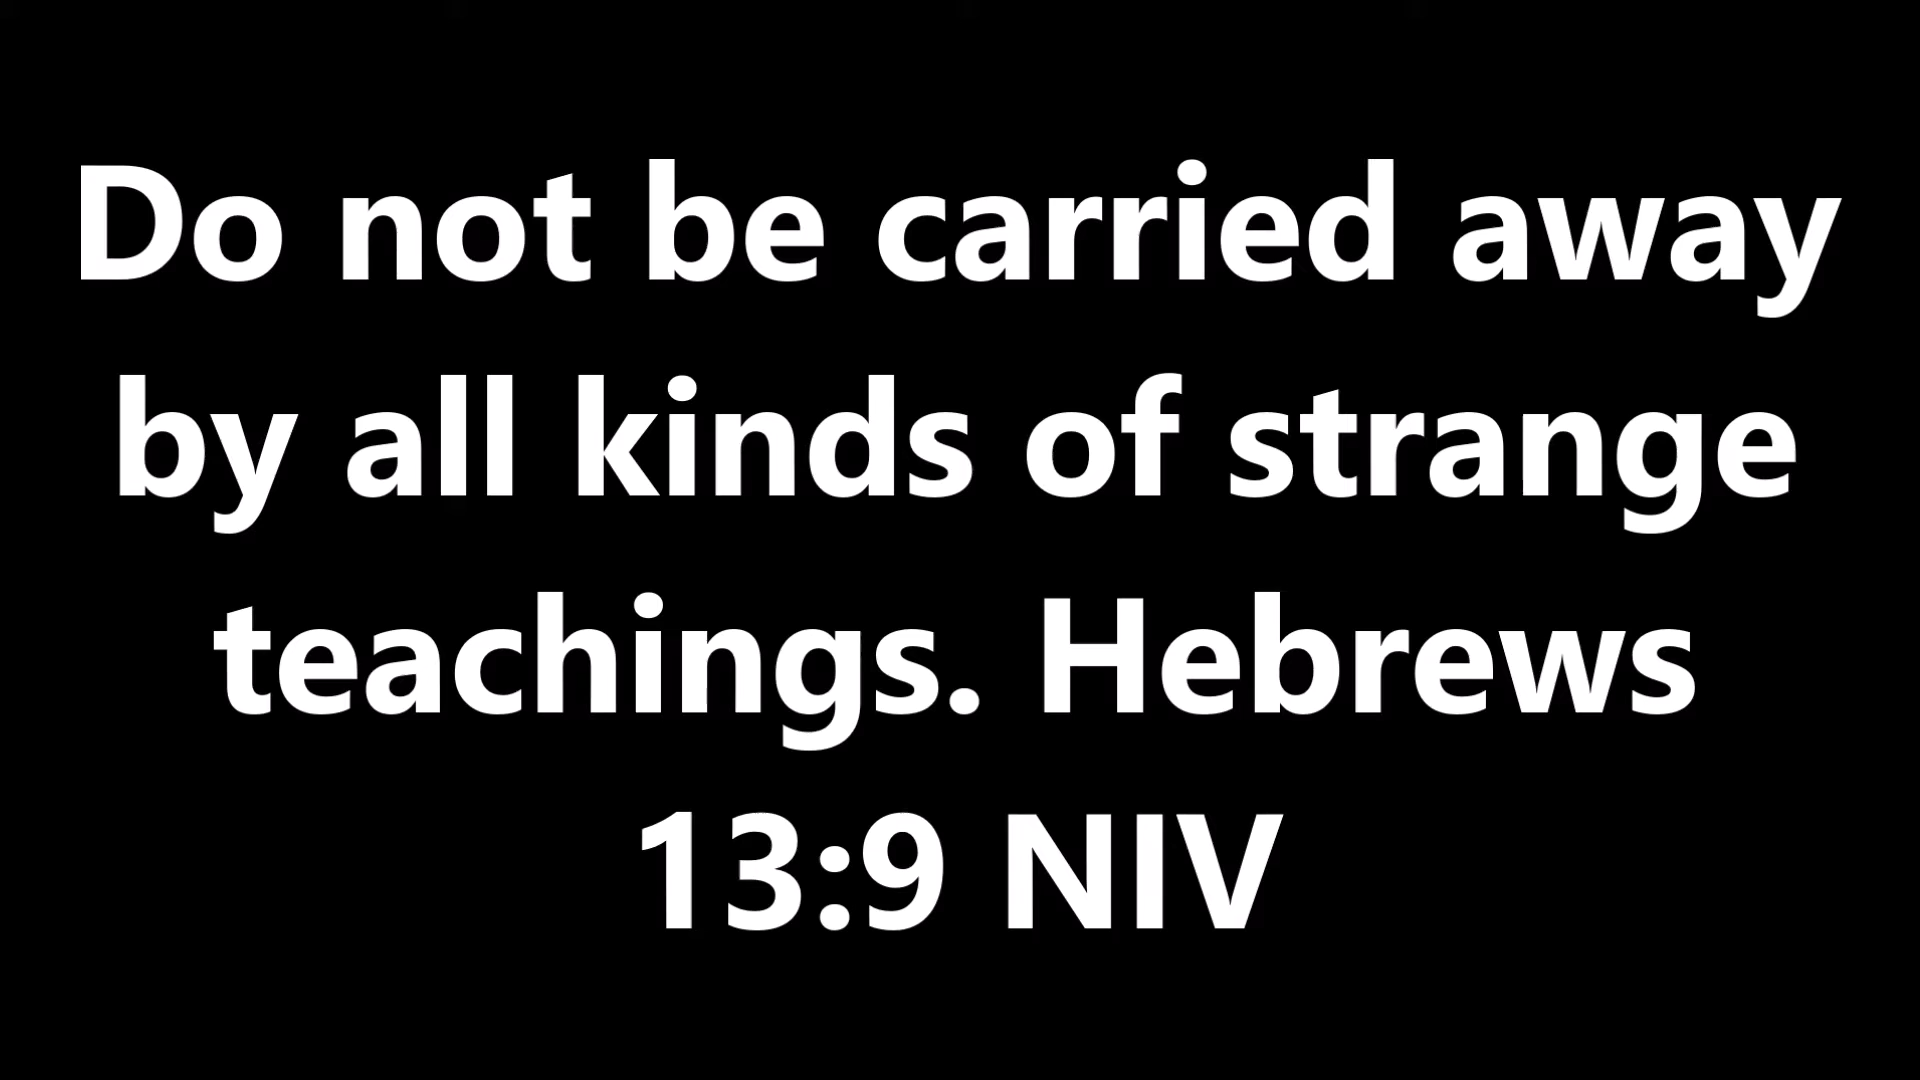 Do not be carried away
by all kinds of strange
teachings. Hebrews
13:9 NIV